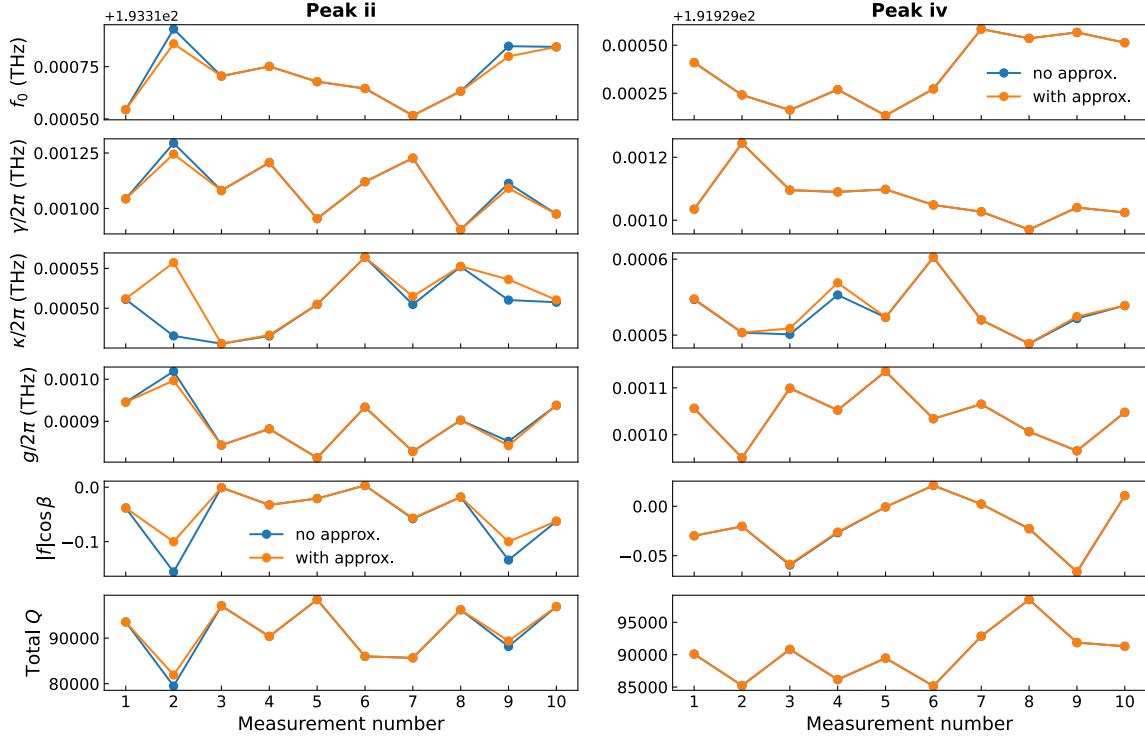 Peak ii
Peak iv
+1.9331e2
+1.91929e2
f₀ (THz)
0.00075
0.00050
0.00050
0.00025
no approx.
with approx.
γ/2π (THz)
0.00125
0.00100
0.0012
0.0010
κ/2π (THz)
0.00055
0.00050
0.0006
0.0005
g/2π (THz)
0.0010
0.0009
0.0011
0.0010
|f|cos β
0.0
−0.1
no approx.
with approx.
0.00
−0.05
Total Q
90000
80000
95000
90000
85000
1 2 3 4 5 6 7 8 9 10
1 2 3 4 5 6 7 8 9 10
Measurement number
Measurement number